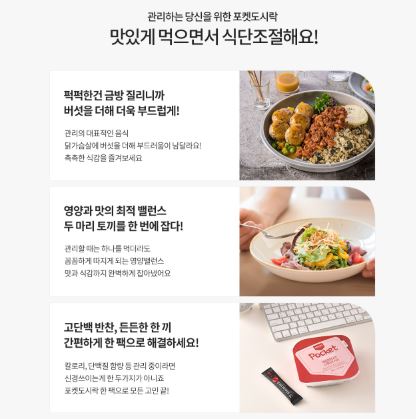 관리하는 당신을 위한 포켓도시락
맛있게 먹으면서 식단조절해요!
퍽퍽한건 금방 질리니까
버섯을 더해 더욱 부드럽게!
관리의 대표적인 음식
닭가슴살에 버섯을 더해 부드러움이 남달라요!
촉촉한 식감을 즐겨보세요
영양과 맛의 최적 밸런스
두 마리 토끼를 한 번에 잡다!
관리할 때는 하나를 먹더라도
꼼꼼하게 따지게 되는 영양밸런스
맛과 식감까지 완벽하게 잡아냈어요
고단백 반찬, 든든한 한 끼
간편하게 한 팩으로 해결하세요!
칼로리, 단백질 함량 등 관리 중이라면
신경쓰이는게 한 두가지가 아니죠
포켓도시락 한 팩으로 모든 고민 끝!
Pocket